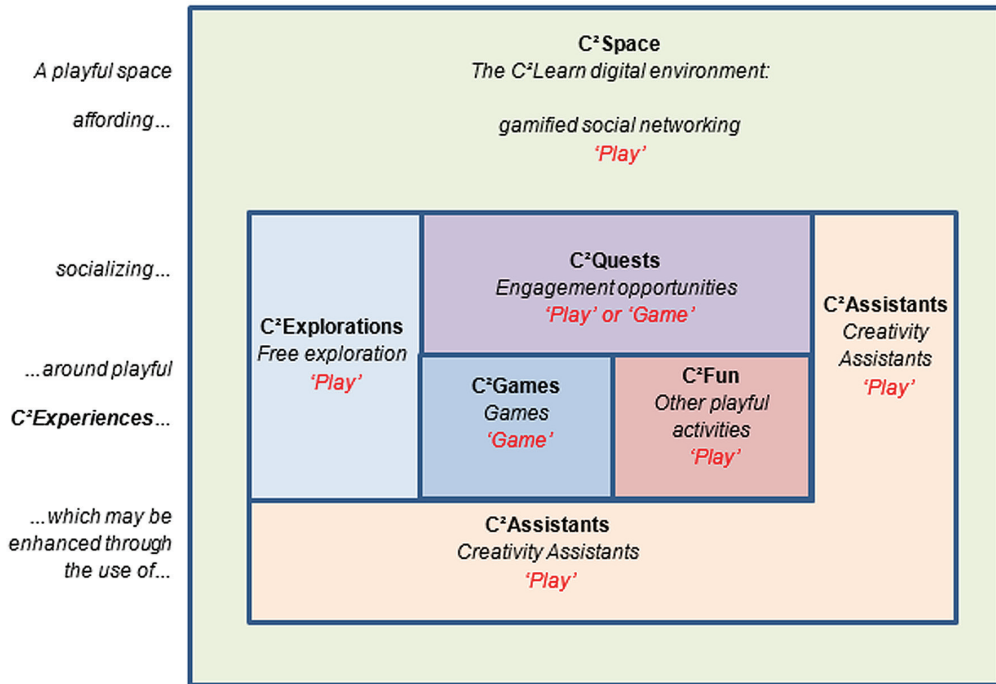 C²Space
A playful space
The C²Learn digital environment:
affording...
gamified social networking
‘Play’
socializing...
C²Quests
Engagement opportunities
‘Play’ or ‘Game’
C²Explorations
Free exploration
‘Play’
C²Assistants
Creativity
Assistants
‘Play’
...around playful
C²Experiences...
C²Games
Games
‘Game’
C²Fun
Other playful
activities
‘Play’
...which may be
enhanced through
the use of...
C²Assistants
Creativity Assistants
‘Play’